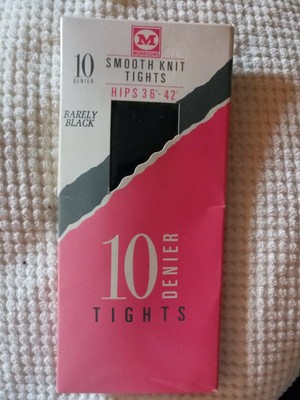 M
10
DENIER
SMOOTH KNIT
TIGHTS
HIPS 36"-42"
BARELY
BLACK
10
DENIER
TIGHTS